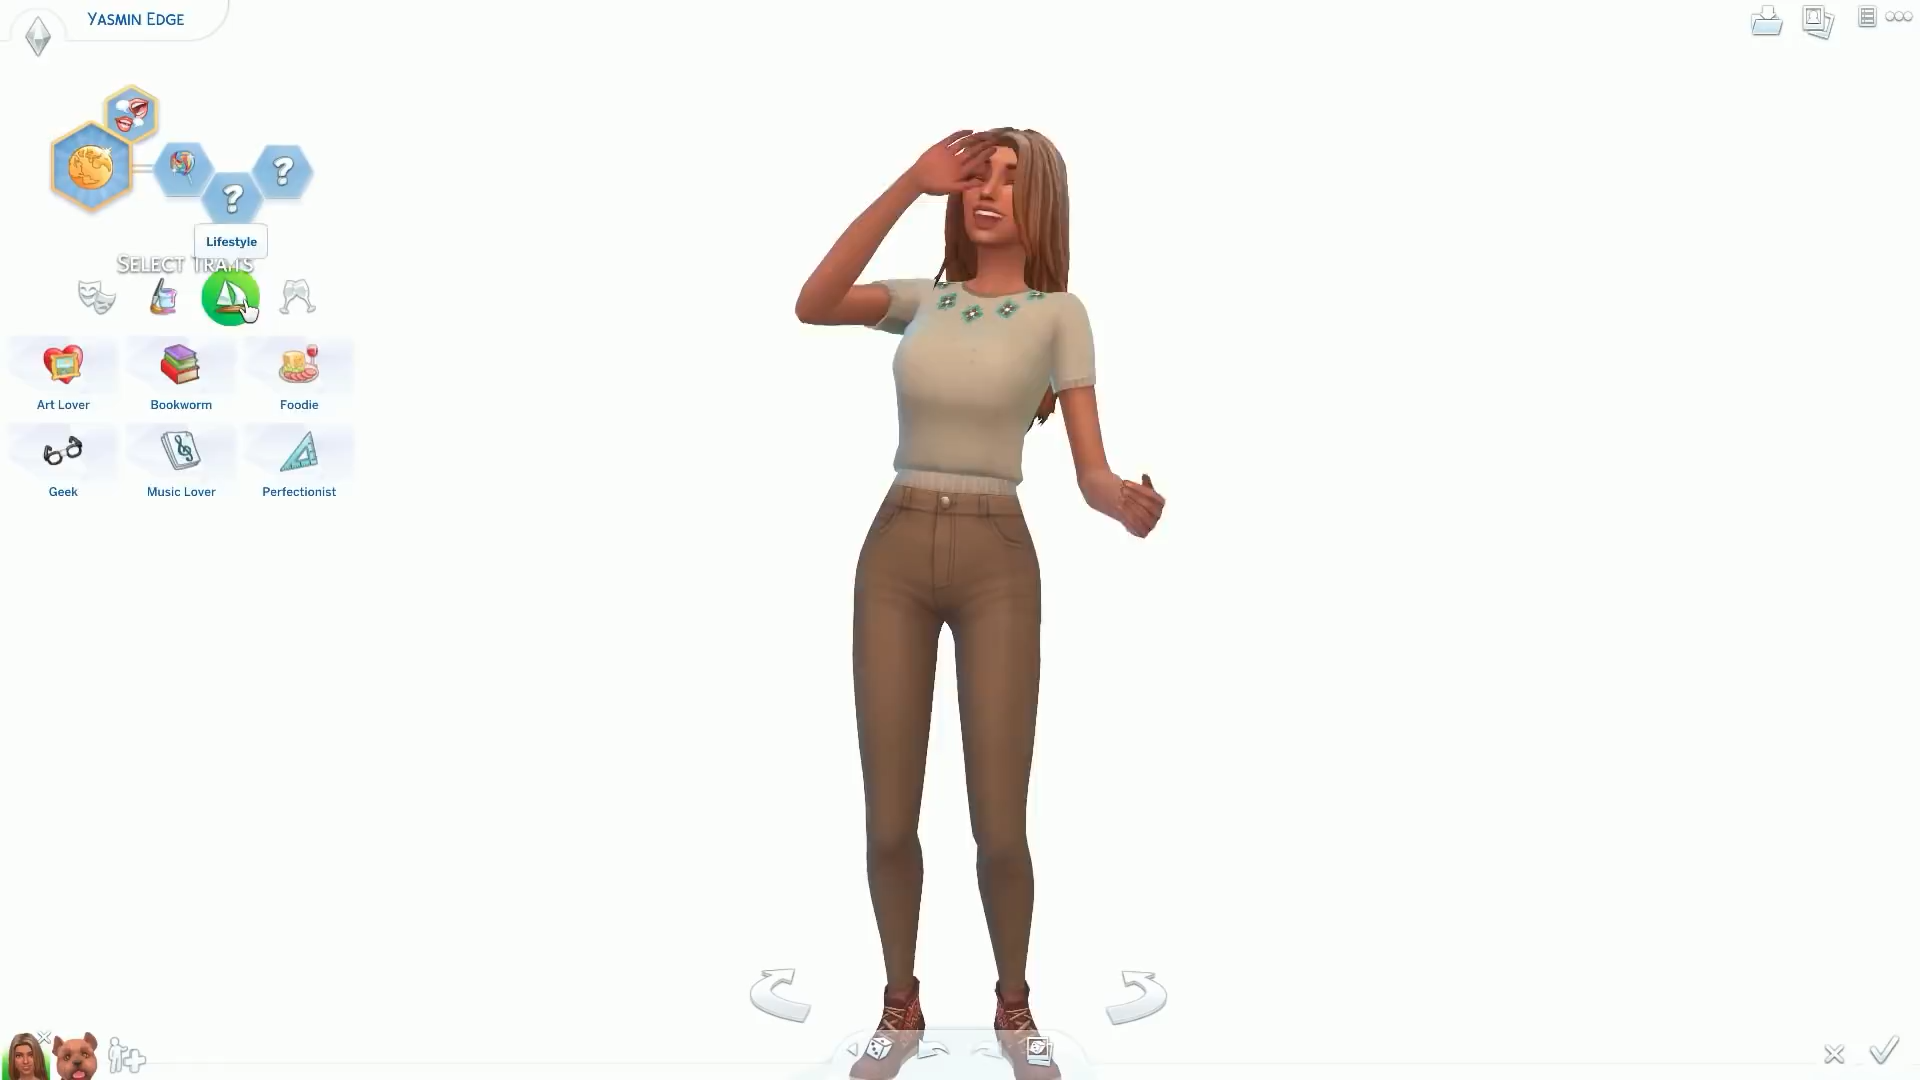 Yasmin Edge
?
?
Lifestyle
Select Traits
Art Lover
Bookworm
Foodie
Geek
Music Lover
Perfectionist